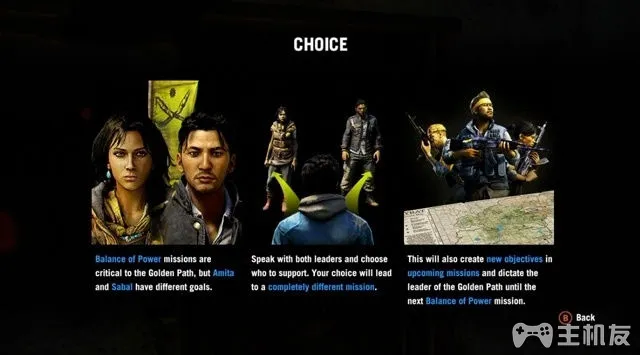 CHOICE
Balance of Power missions are
critical to the Golden Path, but Amita
and Sabal have different goals.
Speak with both leaders and choose
who to support. Your choice will lead
to a completely different mission.
This will also create new objectives in
upcoming missions and dictate the
leader of the Golden Path until the
next Balance of Power mission.
B Back
主机友